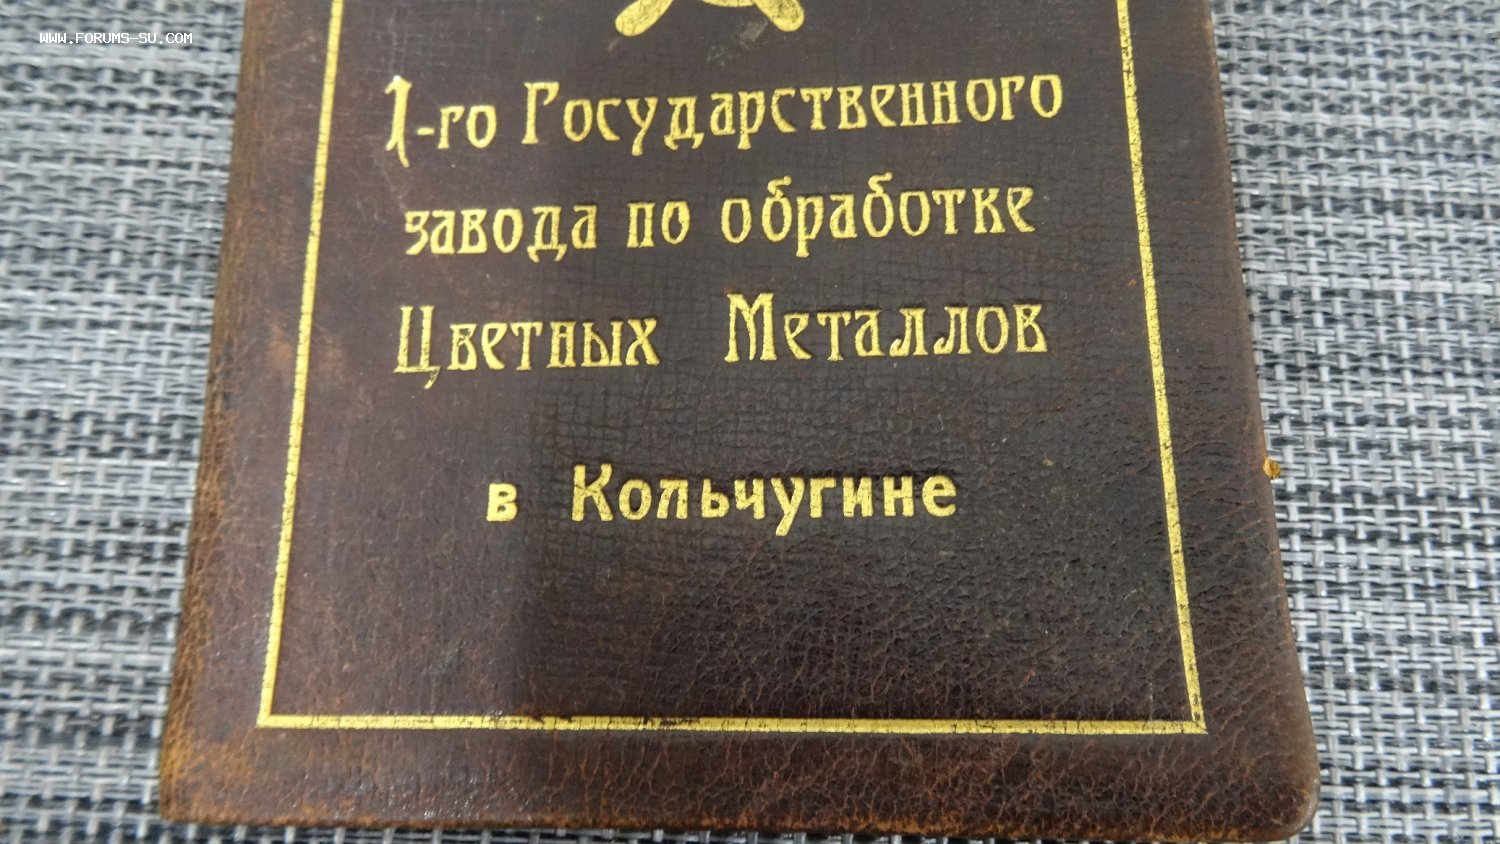 WWW.FORUMS-SU.COM
1-го Государственного
завода по обработке
Цветных Металлов
в Кольчугине